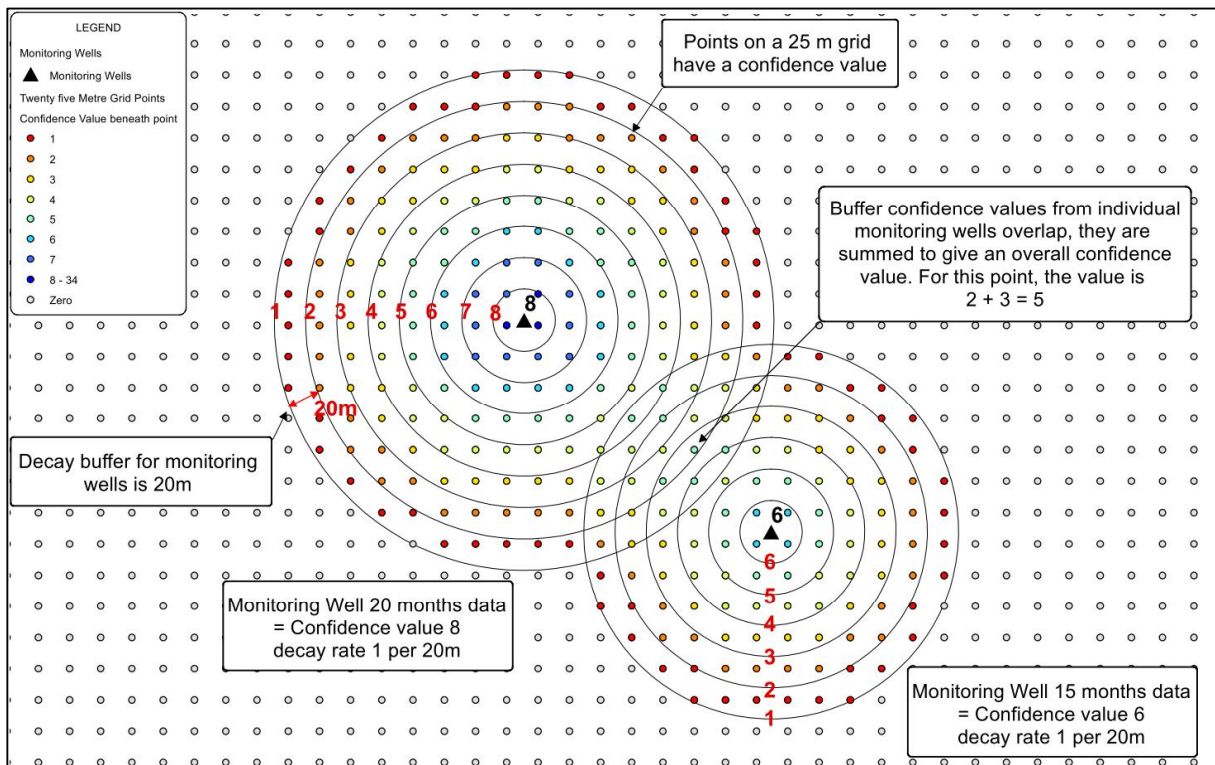 LEGEND
Monitoring Wells
Monitoring Wells
Twenty five Metre Grid Points
Confidence Value beneath point
1
2
3
4
5
6
7
8 - 34
Zero
Points on a 25 m grid
have a confidence value
Buffer confidence values from individual
monitoring wells overlap, they are
summed to give an overall confidence
value. For this point, the value is
2 + 3 = 5
8
1 2 3 4 5 6 7 8
20m
Decay buffer for monitoring
wells is 20m
6
6
5
4
3
2
1
Monitoring Well 20 months data
= Confidence value 8
decay rate 1 per 20m
Monitoring Well 15 months data
= Confidence value 6
decay rate 1 per 20m